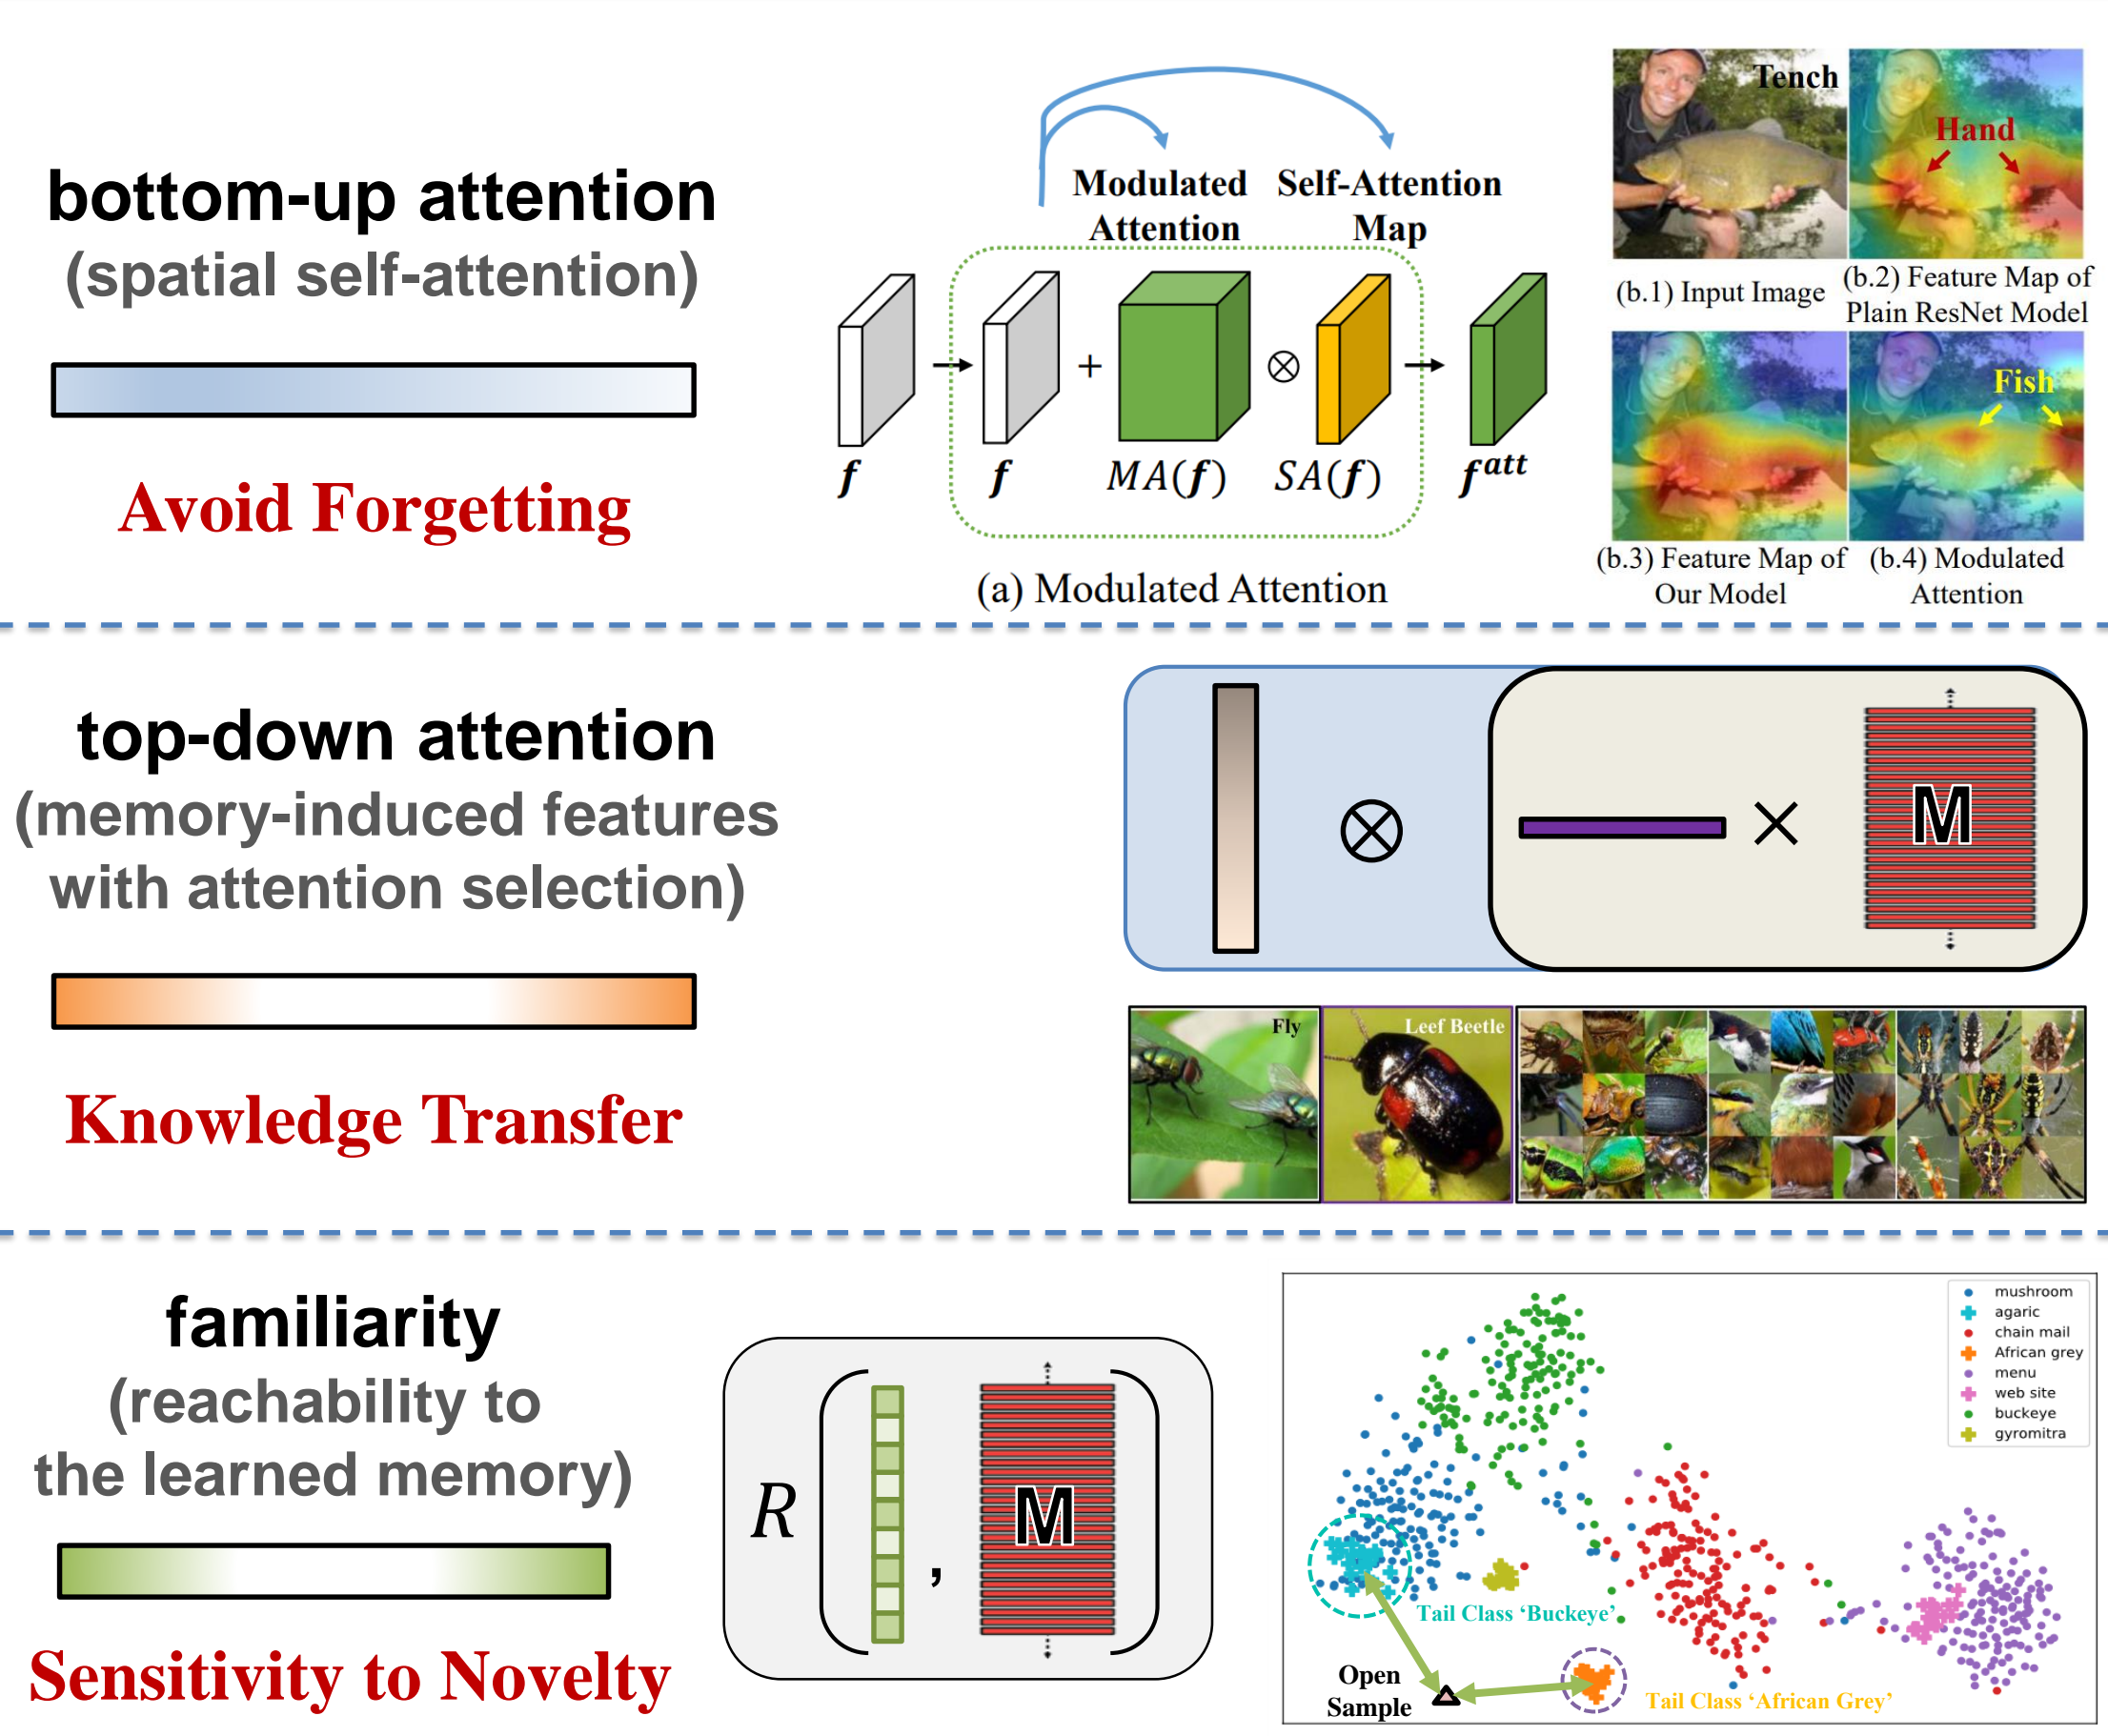 bottom-up attention
(spatial self-attention)
Avoid Forgetting
Modulated Attention
Self-Attention Map
f
f
+
MA(f)
⊗
SA(f)
f^att
(a) Modulated Attention
Tench
Hand
(b.1) Input Image
(b.2) Feature Map of
Plain ResNet Model
Fish
(b.3) Feature Map of
Our Model
(b.4) Modulated
Attention
top-down attention
(memory-induced features
with attention selection)
Knowledge Transfer
⊗
×
M
Fly
Leef Beetle
familiarity
(reachability to
the learned memory)
Sensitivity to Novelty
R ( , M )
mushroom
agaric
chain mail
African grey
menu
web site
buckeye
gyromitra
Tail Class ‘Buckeye’
Open
Sample
Tail Class ‘African Grey’